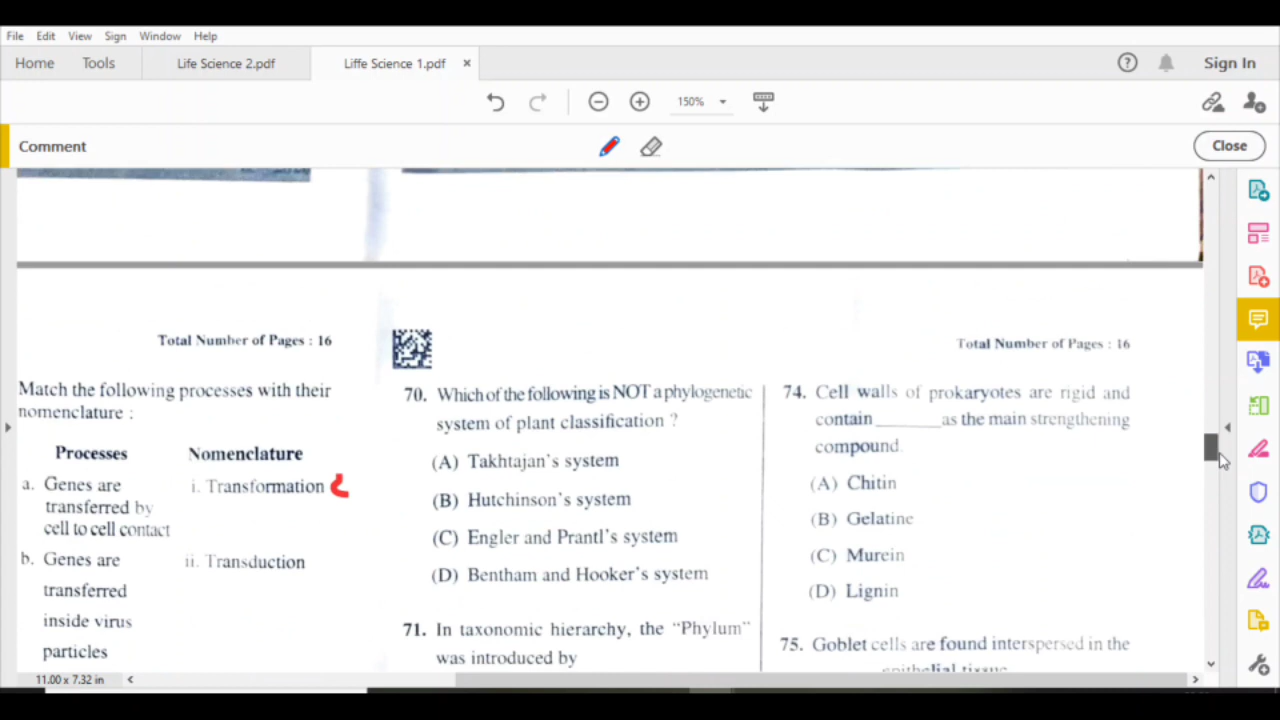 File Edit View Sign Window Help
Home Tools Life Science 2.pdf Liffe Science 1.pdf × ? Sign In
150%
Comment Close
Total Number of Pages : 16
Match the following processes with their
nomenclature :
Processes Nomenclature
a. Genes are i. Transformation
transferred by
cell to cell contact
b. Genes are ii. Transduction
transferred
inside virus
particles
70. Which of the following is NOT a phylogenetic
system of plant classification ?
(A) Takhtajan's system
(B) Hutchinson's system
(C) Engler and Prantl's system
(D) Bentham and Hooker's system
71. In taxonomic hierarchy, the "Phylum"
was introduced by
Total Number of Pages : 16
74. Cell walls of prokaryotes are rigid and
contain ______ as the main strengthening
compound.
(A) Chitin
(B) Gelatine
(C) Murein
(D) Lignin
75. Goblet cells are found interspersed in the
epithelial tissue
11.00 x 7.32 in